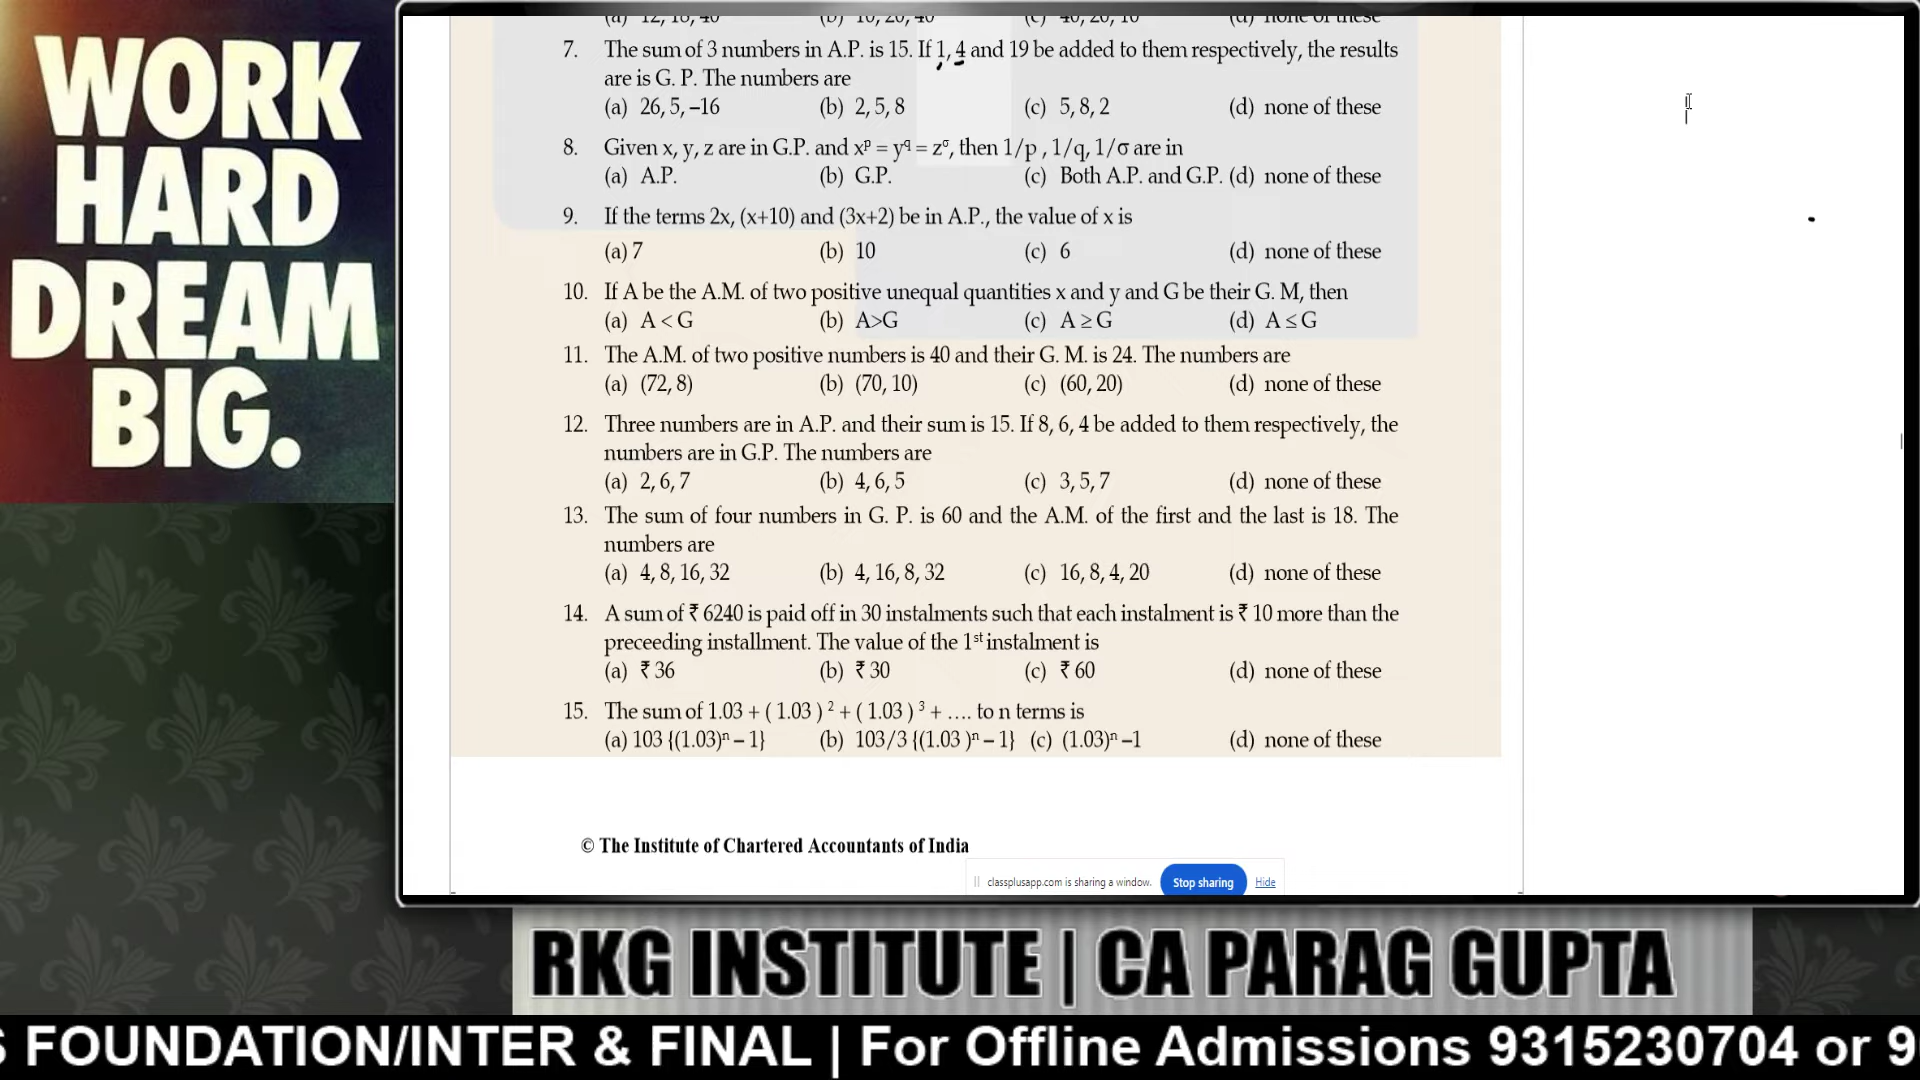 WORK
HARD
DREAM
BIG.
(a) 12, 18, 40 (b) 10, 20, 40 (c) 40, 20, 10 (d) none of these
7. The sum of 3 numbers in A.P. is 15. If 1, 4 and 19 be added to them respectively, the results
are is G. P. The numbers are
(a) 26, 5, –16 (b) 2, 5, 8 (c) 5, 8, 2 (d) none of these
8. Given x, y, z are in G.P. and xᵖ = y^q = z^σ, then 1/p , 1/q, 1/σ are in
(a) A.P. (b) G.P. (c) Both A.P. and G.P. (d) none of these
9. If the terms 2x, (x+10) and (3x+2) be in A.P., the value of x is
(a) 7 (b) 10 (c) 6 (d) none of these
10. If A be the A.M. of two positive unequal quantities x and y and G be their G. M, then
(a) A < G (b) A>G (c) A ≥ G (d) A ≤ G
11. The A.M. of two positive numbers is 40 and their G. M. is 24. The numbers are
(a) (72, 8) (b) (70, 10) (c) (60, 20) (d) none of these
12. Three numbers are in A.P. and their sum is 15. If 8, 6, 4 be added to them respectively, the
numbers are in G.P. The numbers are
(a) 2, 6, 7 (b) 4, 6, 5 (c) 3, 5, 7 (d) none of these
13. The sum of four numbers in G. P. is 60 and the A.M. of the first and the last is 18. The
numbers are
(a) 4, 8, 16, 32 (b) 4, 16, 8, 32 (c) 16, 8, 4, 20 (d) none of these
14. A sum of ₹ 6240 is paid off in 30 instalments such that each instalment is ₹ 10 more than the
preceeding installment. The value of the 1st instalment is
(a) ₹ 36 (b) ₹ 30 (c) ₹ 60 (d) none of these
15. The sum of 1.03 + ( 1.03 ) ² + ( 1.03 ) ³ + …. to n terms is
(a) 103 {(1.03)ⁿ – 1} (b) 103/3 {(1.03 )ⁿ – 1} (c) (1.03)ⁿ –1 (d) none of these
© The Institute of Chartered Accountants of India
classplusapp.com is sharing a window. Stop sharing Hide
RKG INSTITUTE | CA PARAG GUPTA
S FOUNDATION/INTER & FINAL | For Offline Admissions 9315230704 or 9